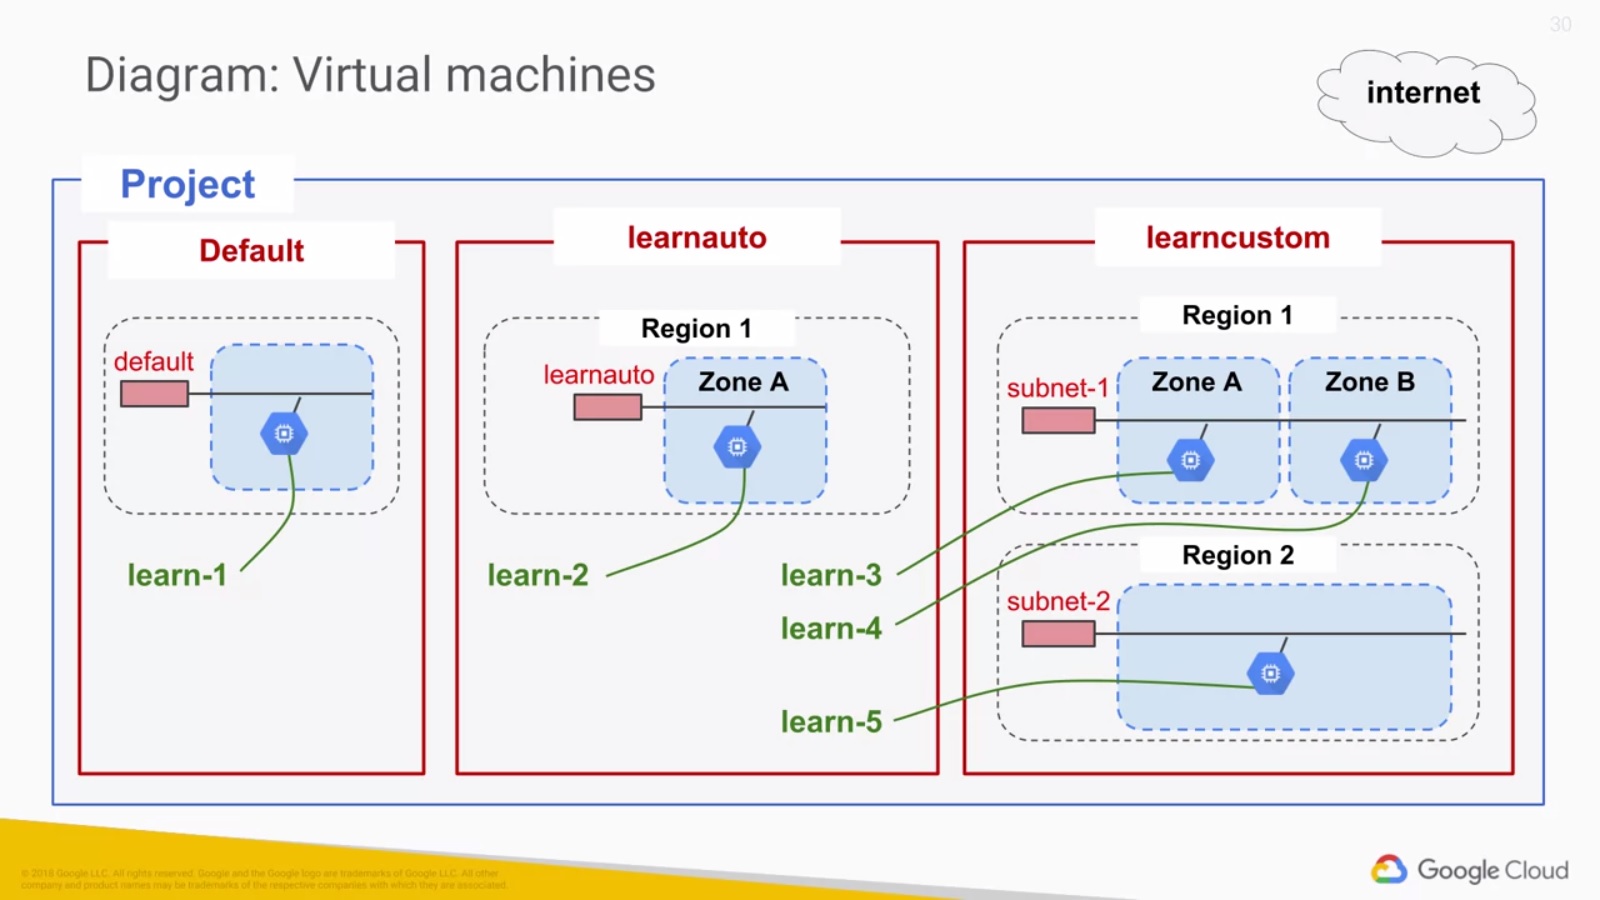 30
Diagram: Virtual machines
internet
Project
Default
learnauto
learncustom
default
learn-1
Region 1
learnauto
Zone A
learn-2
Region 1
subnet-1
Zone A
Zone B
learn-3
learn-4
Region 2
subnet-2
learn-5
© 2018 Google LLC. All rights reserved. Google and the Google logo are trademarks of Google LLC. All other
company and product names may be trademarks of the respective companies with which they are associated.
Google Cloud